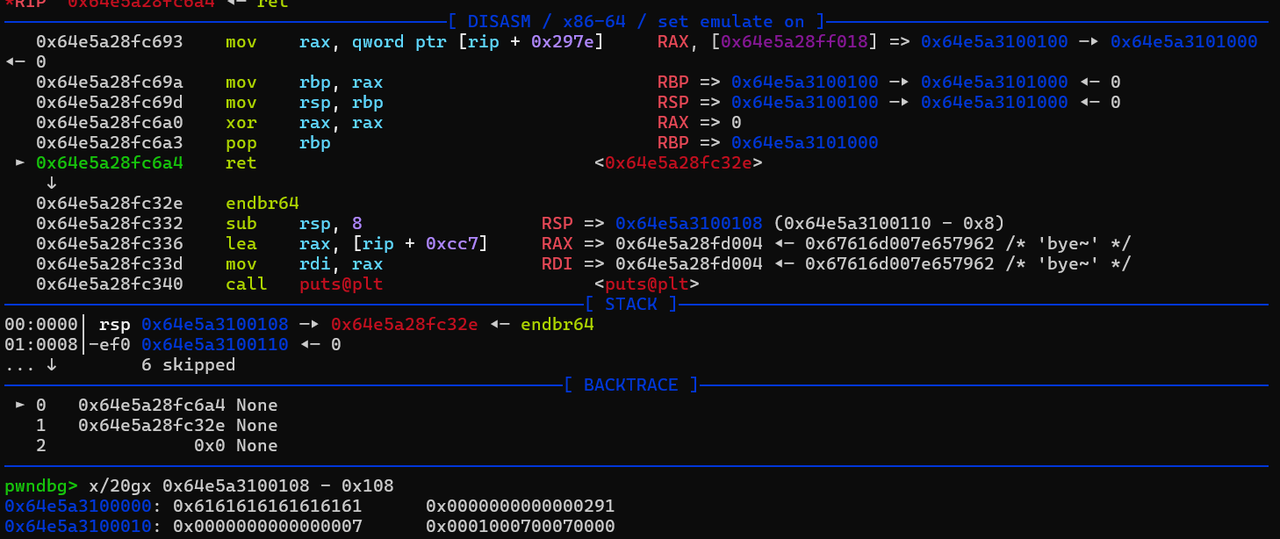 *RIP  0x64e5a28fc6a4 ◂— ret
[ DISASM / x86-64 / set emulate on ]
0x64e5a28fc693    mov    rax, qword ptr [rip + 0x297e]     RAX, [0x64e5a28ff018] => 0x64e5a3100100 —▸ 0x64e5a3101000
◂— 0
0x64e5a28fc69a    mov    rbp, rax     RBP => 0x64e5a3100100 —▸ 0x64e5a3101000 ◂— 0
0x64e5a28fc69d    mov    rsp, rbp     RSP => 0x64e5a3100100 —▸ 0x64e5a3101000 ◂— 0
0x64e5a28fc6a0    xor    rax, rax     RAX => 0
0x64e5a28fc6a3    pop    rbp     RBP => 0x64e5a3101000
► 0x64e5a28fc6a4    ret    <0x64e5a28fc32e>
↓
0x64e5a28fc32e    endbr64
0x64e5a28fc332    sub    rsp, 8     RSP => 0x64e5a3100108 (0x64e5a3100110 - 0x8)
0x64e5a28fc336    lea    rax, [rip + 0xcc7]     RAX => 0x64e5a28fd004 ◂— 0x67616d007e657962 /* 'bye~' */
0x64e5a28fc33d    mov    rdi, rax     RDI => 0x64e5a28fd004 ◂— 0x67616d007e657962 /* 'bye~' */
0x64e5a28fc340    call   puts@plt    <puts@plt>
[ STACK ]
00:0000│ rsp 0x64e5a3100108 —▸ 0x64e5a28fc32e ◂— endbr64
01:0008│-ef0 0x64e5a3100110 ◂— 0
... ↓        6 skipped
[ BACKTRACE ]
► 0   0x64e5a28fc6a4 None
1   0x64e5a28fc32e None
2              0x0 None
pwndbg> x/20gx 0x64e5a3100108 - 0x108
0x64e5a3100000: 0x6161616161616161      0x0000000000000291
0x64e5a3100010: 0x0000000000000007      0x0001000700070000